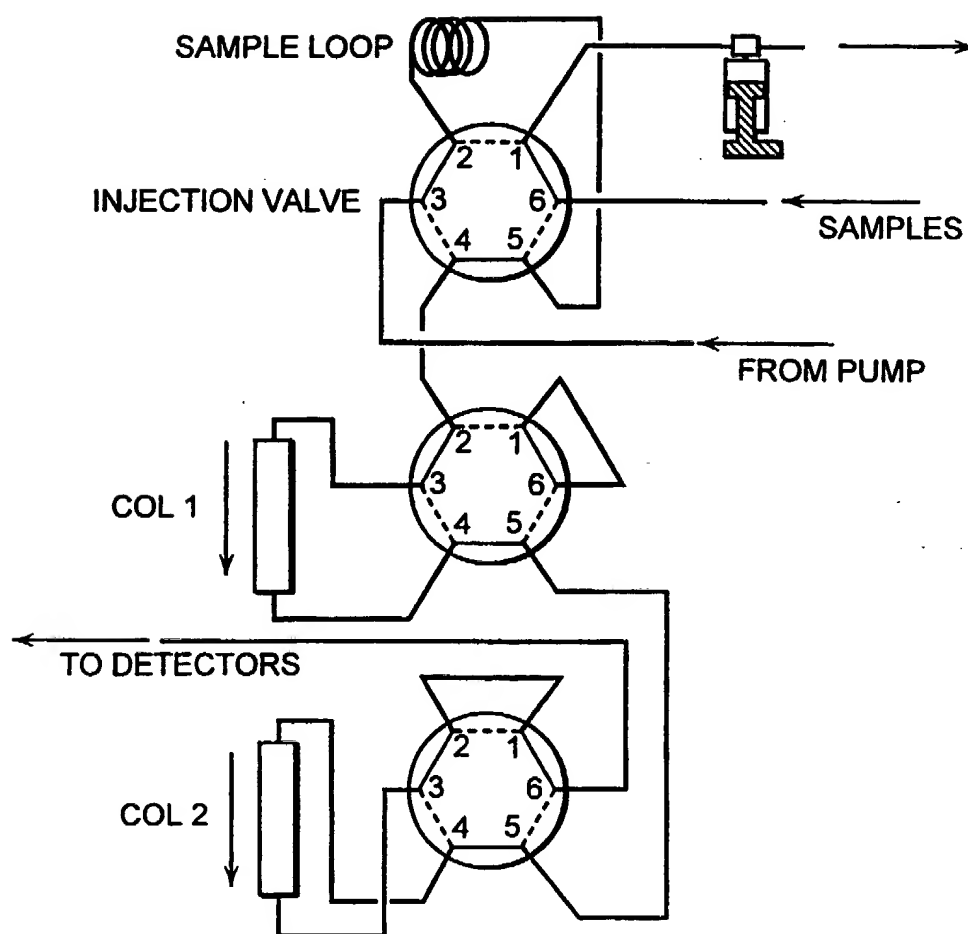 SAMPLE LOOP
2 1
INJECTION VALVE
3 6
SAMPLES
4 5
FROM PUMP
2 1
COL 1
3 6
4 5
TO DETECTORS
2 1
COL 2
3 6
4 5